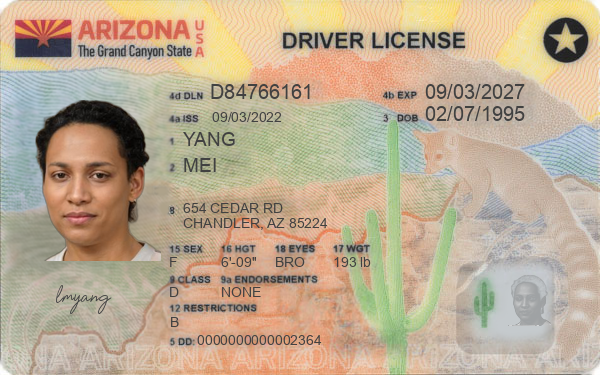 ARIZONA USA
The Grand Canyon State
DRIVER LICENSE
4d DLN D84766161
4b EXP 09/03/2027
4a ISS 09/03/2022
3 DOB 02/07/1995
1 YANG
2 MEI
8 654 CEDAR RD
CHANDLER, AZ 85224
15 SEX 16 HGT 18 EYES 17 WGT
F 6'-09" BRO 193 lb
9 CLASS 9a ENDORSEMENTS
D NONE
12 RESTRICTIONS
B
lmyang
5 DD: 0000000000002364
ARIZONA ARIZONA ARIZONA ARIZONA